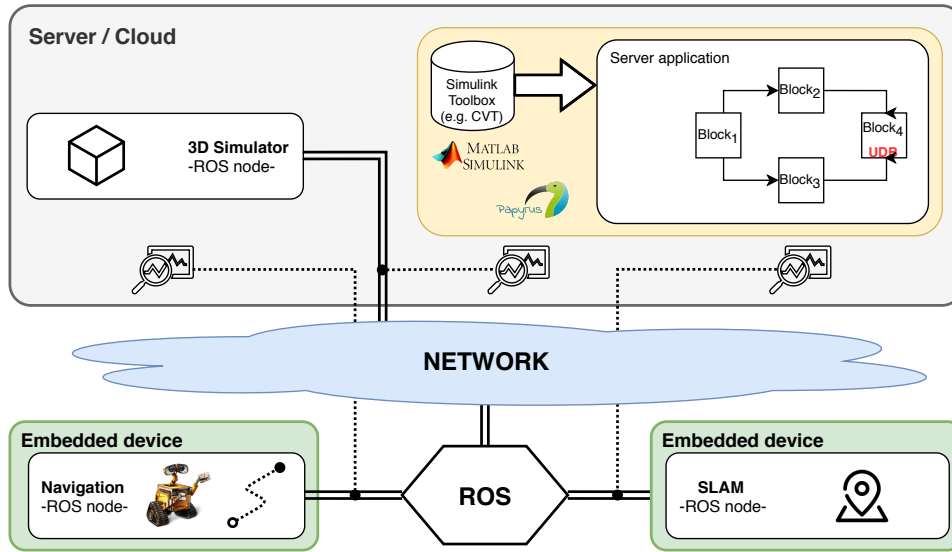 Server / Cloud
Simulink
Toolbox
(e.g. CVT)
Server application
Block1
Block2
Block3
Block4
UDP
MATLAB
SIMULINK
Papyrus
3D Simulator
-ROS node-
NETWORK
Embedded device
Navigation
-ROS node-
ROS
Embedded device
SLAM
-ROS node-